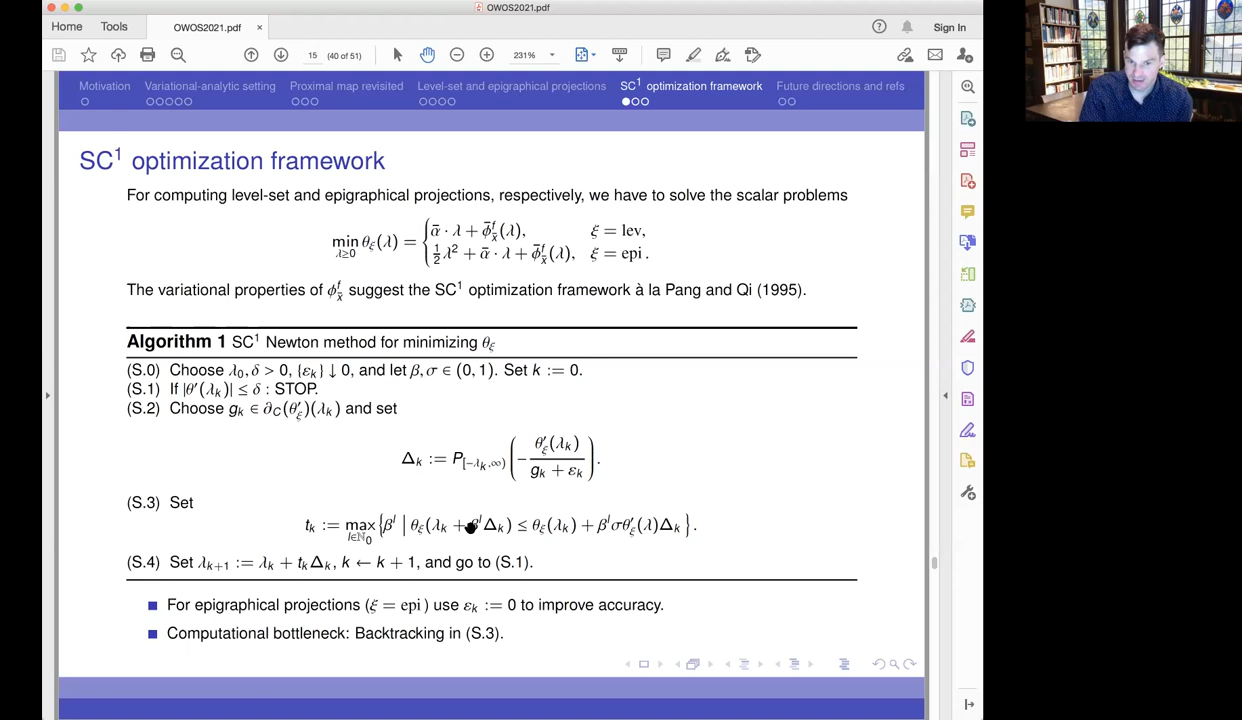 OWOS2021.pdf
Home Tools OWOS2021.pdf × Sign In
15 (40 of 51) 231%
Motivation Variational-analytic setting Proximal map revisited Level-set and epigraphical projections SC¹ optimization framework Future directions and refs
SC¹ optimization framework
For computing level-set and epigraphical projections, respectively, we have to solve the scalar problems
min_{λ≥0} θ_ξ(λ) = { ᾱ · λ + φ̄^f_x̄(λ), ξ = lev,
½λ² + ᾱ · λ + φ̄^f_x̄(λ), ξ = epi .
The variational properties of φ^f_x̄ suggest the SC¹ optimization framework à la Pang and Qi (1995).
Algorithm 1 SC¹ Newton method for minimizing θ_ξ
(S.0) Choose λ₀, δ > 0, {ε_k} ↓ 0, and let β, σ ∈ (0, 1). Set k := 0.
(S.1) If |θ′(λ_k)| ≤ δ : STOP.
(S.2) Choose g_k ∈ ∂_C(θ′_ξ)(λ_k) and set
Δ_k := P_{[−λ_k,∞)} ( − θ′_ξ(λ_k) / (g_k + ε_k) ) .
(S.3) Set
t_k := max_{l∈ℕ₀} { β^l | θ_ξ(λ_k + β^l Δ_k) ≤ θ_ξ(λ_k) + β^l σθ′_ξ(λ)Δ_k } .
(S.4) Set λ_{k+1} := λ_k + t_k Δ_k, k ← k + 1, and go to (S.1).
For epigraphical projections (ξ = epi ) use ε_k := 0 to improve accuracy.
Computational bottleneck: Backtracking in (S.3).